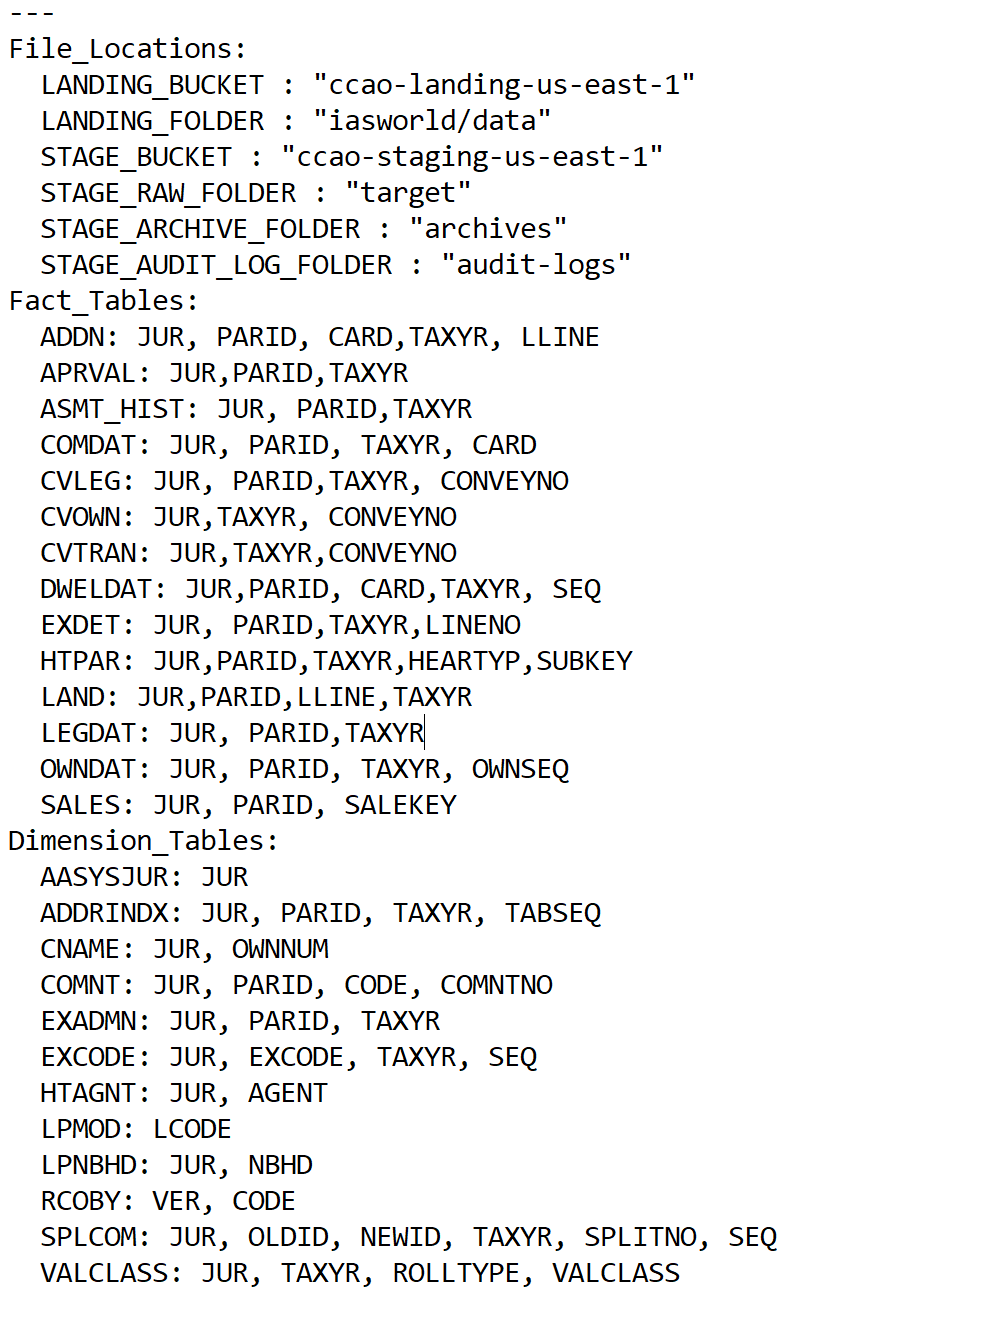 ---
File_Locations:
  LANDING_BUCKET : "ccao-landing-us-east-1"
  LANDING_FOLDER : "iasworld/data"
  STAGE_BUCKET : "ccao-staging-us-east-1"
  STAGE_RAW_FOLDER : "target"
  STAGE_ARCHIVE_FOLDER : "archives"
  STAGE_AUDIT_LOG_FOLDER : "audit-logs"
Fact_Tables:
  ADDN: JUR, PARID, CARD,TAXYR, LLINE
  APRVAL: JUR,PARID,TAXYR
  ASMT_HIST: JUR, PARID,TAXYR
  COMDAT: JUR, PARID, TAXYR, CARD
  CVLEG: JUR, PARID,TAXYR, CONVEYNO
  CVOWN: JUR,TAXYR, CONVEYNO
  CVTRAN: JUR,TAXYR,CONVEYNO
  DWELDAT: JUR,PARID, CARD,TAXYR, SEQ
  EXDET: JUR, PARID,TAXYR,LINENO
  HTPAR: JUR,PARID,TAXYR,HEARTYP,SUBKEY
  LAND: JUR,PARID,LLINE,TAXYR
  LEGDAT: JUR, PARID,TAXYR
  OWNDAT: JUR, PARID, TAXYR, OWNSEQ
  SALES: JUR, PARID, SALEKEY
Dimension_Tables:
  AASYSJUR: JUR
  ADDRINDX: JUR, PARID, TAXYR, TABSEQ
  CNAME: JUR, OWNNUM
  COMNT: JUR, PARID, CODE, COMNTNO
  EXADMN: JUR, PARID, TAXYR
  EXCODE: JUR, EXCODE, TAXYR, SEQ
  HTAGNT: JUR, AGENT
  LPMOD: LCODE
  LPNBHD: JUR, NBHD
  RCOBY: VER, CODE
  SPLCOM: JUR, OLDID, NEWID, TAXYR, SPLITNO, SEQ
  VALCLASS: JUR, TAXYR, ROLLTYPE, VALCLASS